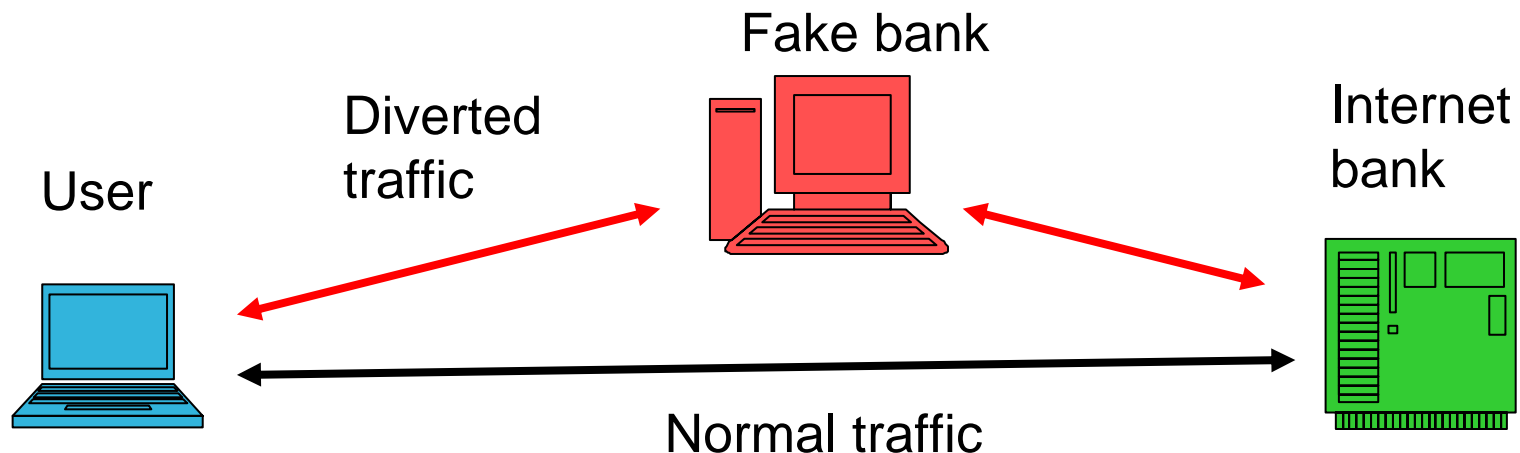 Fake bank
Diverted
traffic
Internet
bank
User
Normal traffic